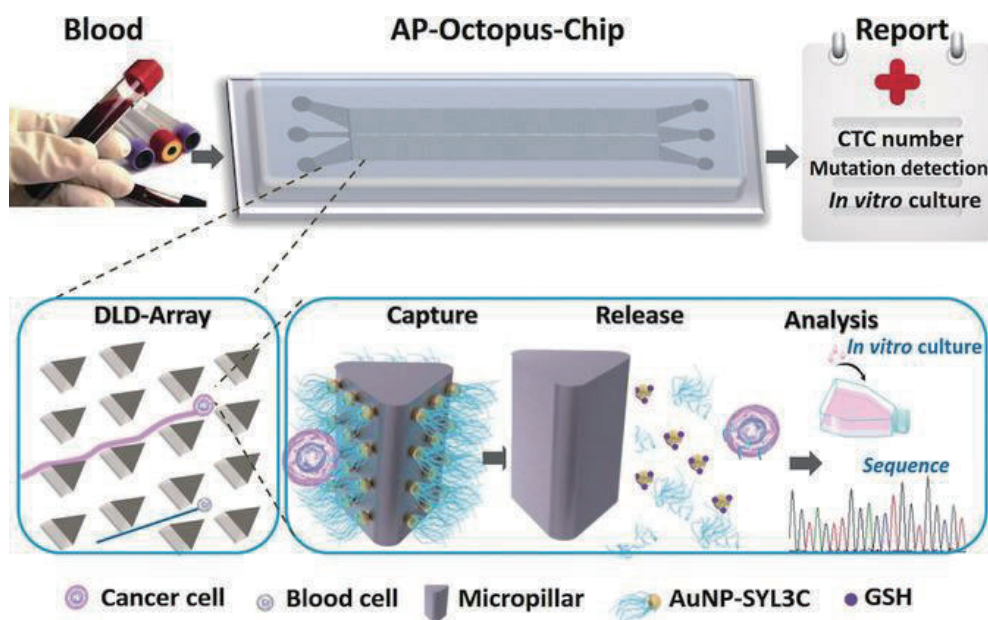 Blood
AP-Octopus-Chip
Report
CTC number
Mutation detection
In vitro culture
DLD-Array
Capture
Release
Analysis
In vitro culture
Sequence
Cancer cell
Blood cell
Micropillar
AuNP-SYL3C
GSH